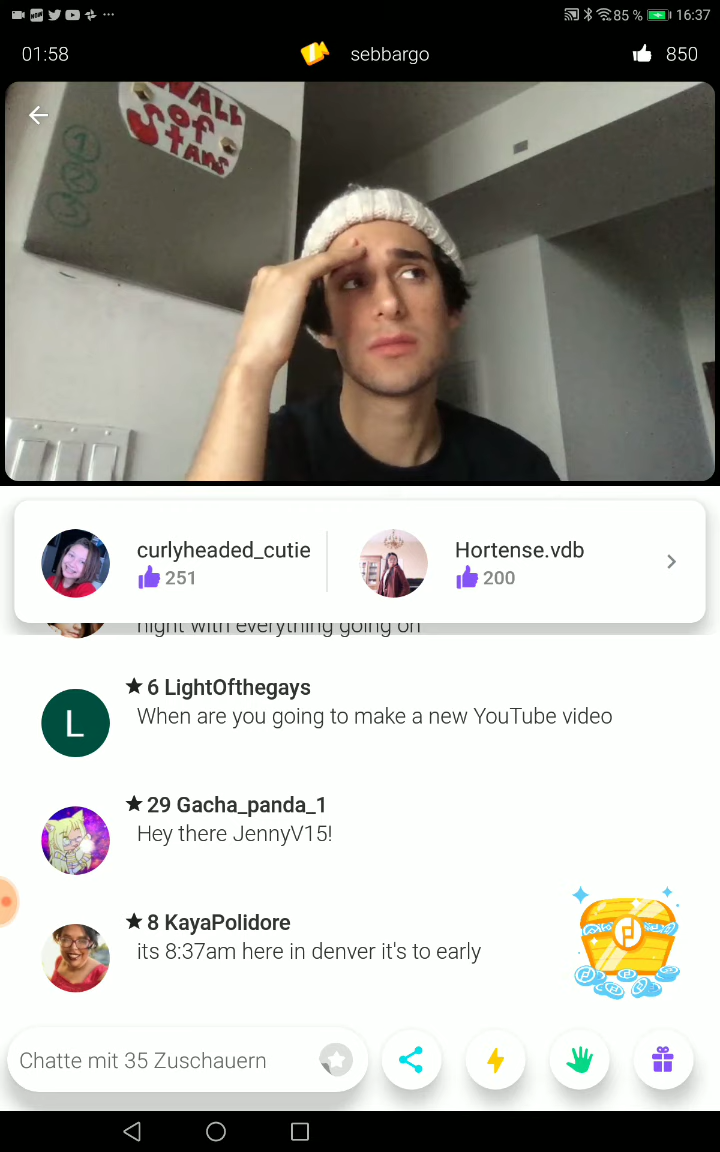 85 % 16:37
01:58 sebbargo 850
WALL
of
Stans
curlyheaded_cutie
251
Hortense.vdb
200
night with everything going on
6 LightOfthegays
L
When are you going to make a new YouTube video
29 Gacha_panda_1
Hey there JennyV15!
8 KayaPolidore
its 8:37am here in denver it's to early
Chatte mit 35 Zuschauern